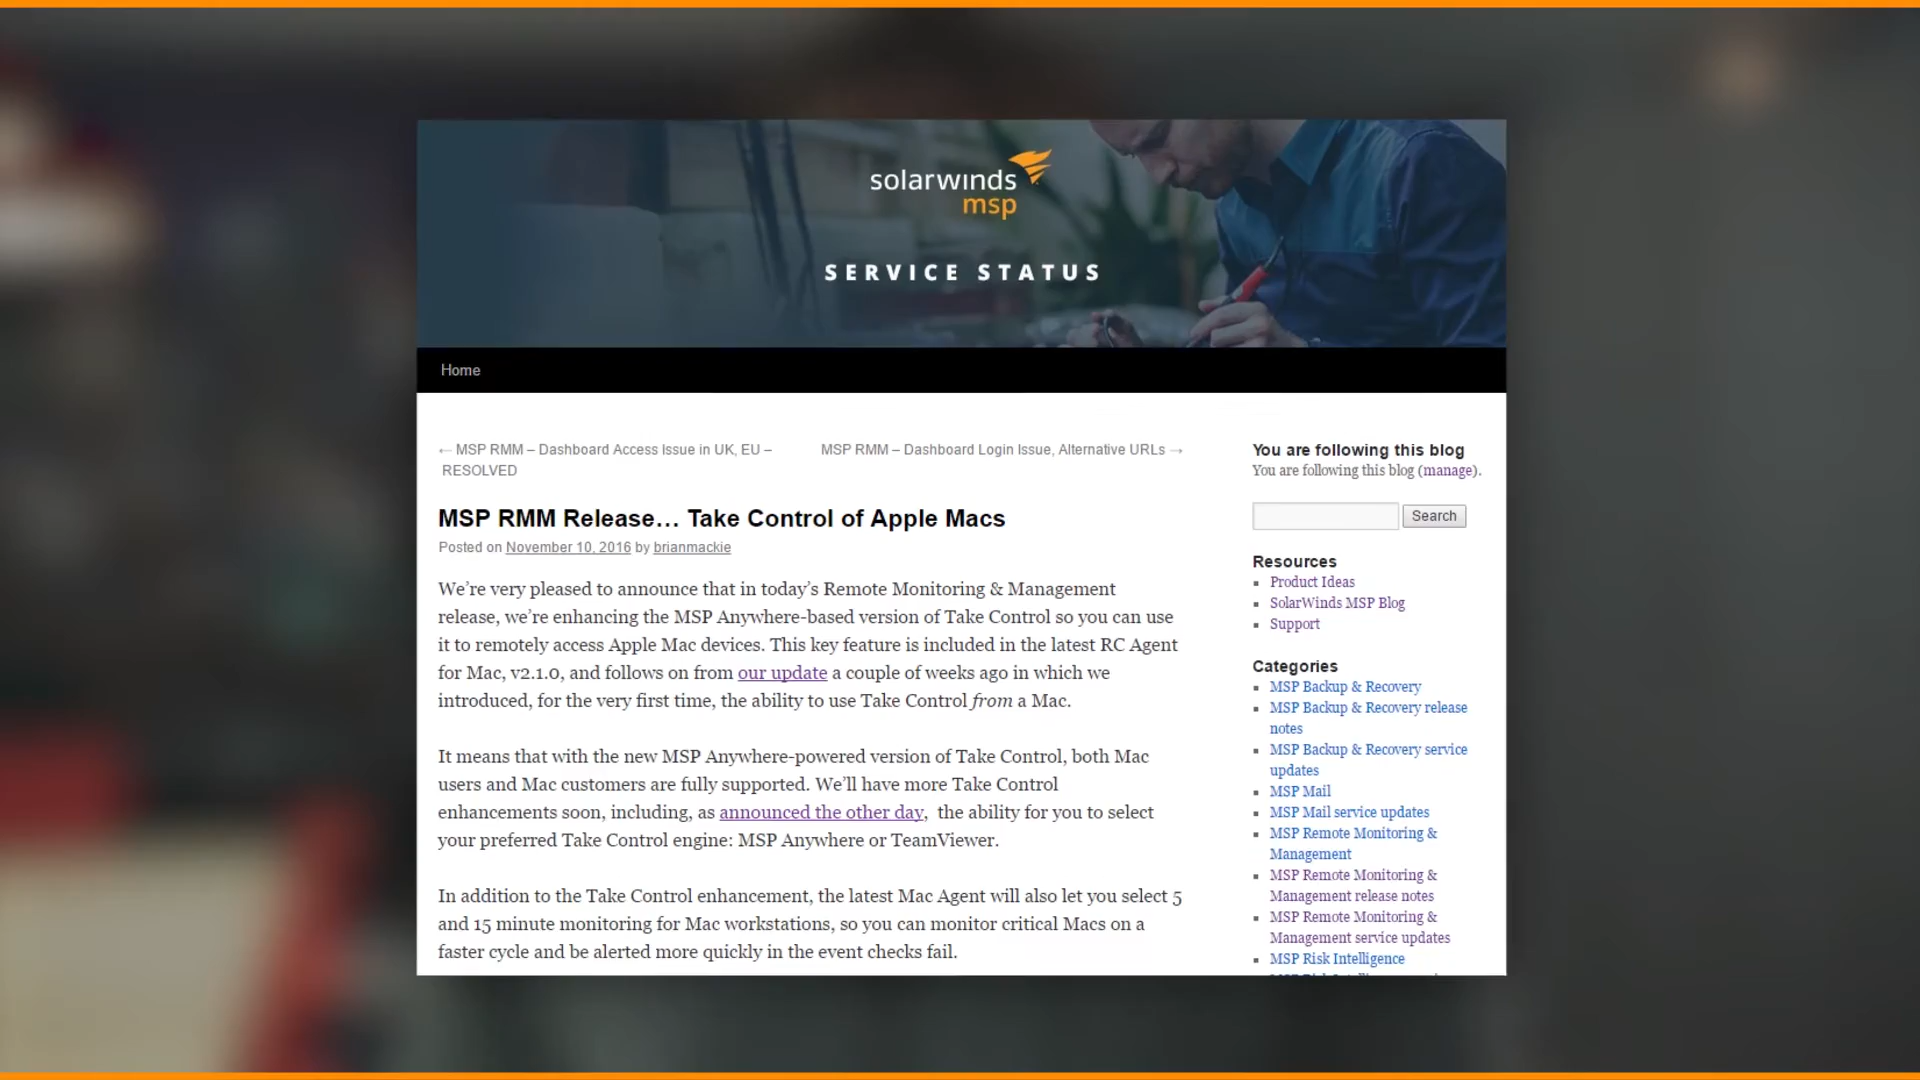 solarwinds
msp
SERVICE STATUS
Home
← MSP RMM – Dashboard Access Issue in UK, EU –
RESOLVED
MSP RMM – Dashboard Login Issue, Alternative URLs →
MSP RMM Release… Take Control of Apple Macs
Posted on November 10, 2016 by brianmackie
We’re very pleased to announce that in today’s Remote Monitoring & Management
release, we’re enhancing the MSP Anywhere-based version of Take Control so you can use
it to remotely access Apple Mac devices. This key feature is included in the latest RC Agent
for Mac, v2.1.0, and follows on from our update a couple of weeks ago in which we
introduced, for the very first time, the ability to use Take Control from a Mac.
It means that with the new MSP Anywhere-powered version of Take Control, both Mac
users and Mac customers are fully supported. We’ll have more Take Control
enhancements soon, including, as announced the other day,  the ability for you to select
your preferred Take Control engine: MSP Anywhere or TeamViewer.
In addition to the Take Control enhancement, the latest Mac Agent will also let you select 5
and 15 minute monitoring for Mac workstations, so you can monitor critical Macs on a
faster cycle and be alerted more quickly in the event checks fail.
You are following this blog
You are following this blog (manage).
Search
Resources
Product Ideas
SolarWinds MSP Blog
Support
Categories
MSP Backup & Recovery
MSP Backup & Recovery release
notes
MSP Backup & Recovery service
updates
MSP Mail
MSP Mail service updates
MSP Remote Monitoring &
Management
MSP Remote Monitoring &
Management release notes
MSP Remote Monitoring &
Management service updates
MSP Risk Intelligence